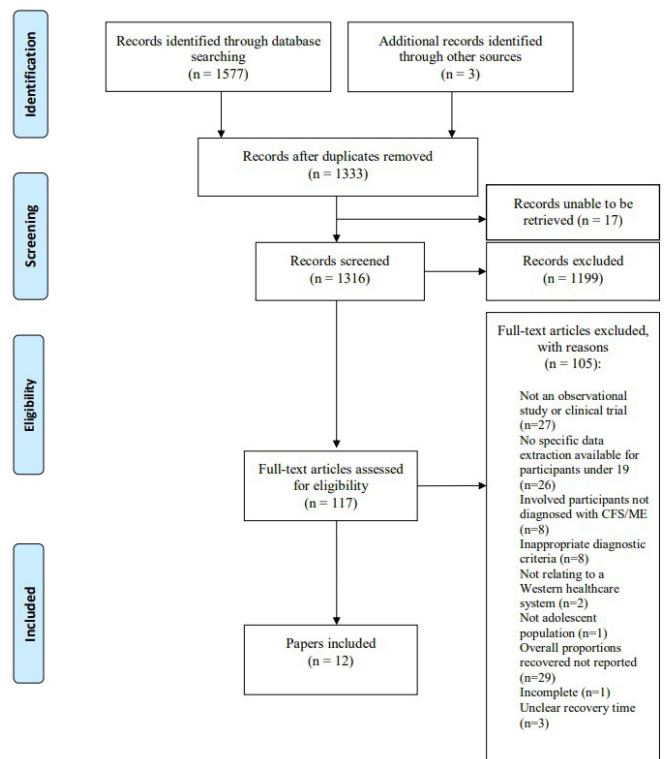 Identification
Records identified through database
searching
(n = 1577)
Additional records identified
through other sources
(n = 3)
Records after duplicates removed
(n = 1333)
Screening
Records unable to be
retrieved (n = 17)
Records screened
(n = 1316)
Records excluded
(n = 1199)
Eligibility
Full-text articles assessed
for eligibility
(n = 117)
Full-text articles excluded,
with reasons
(n = 105):
Not an observational
study or clinical trial
(n=27)
No specific data
extraction available for
participants under 19
(n=26)
Involved participants not
diagnosed with CFS/ME
(n=8)
Inappropriate diagnostic
criteria (n=8)
Not relating to a
Western healthcare
system (n=2)
Not adolescent
population (n=1)
Overall proportions
recovered not reported
(n=29)
Incomplete (n=1)
Unclear recovery time
(n=3)
Included
Papers included
(n = 12)